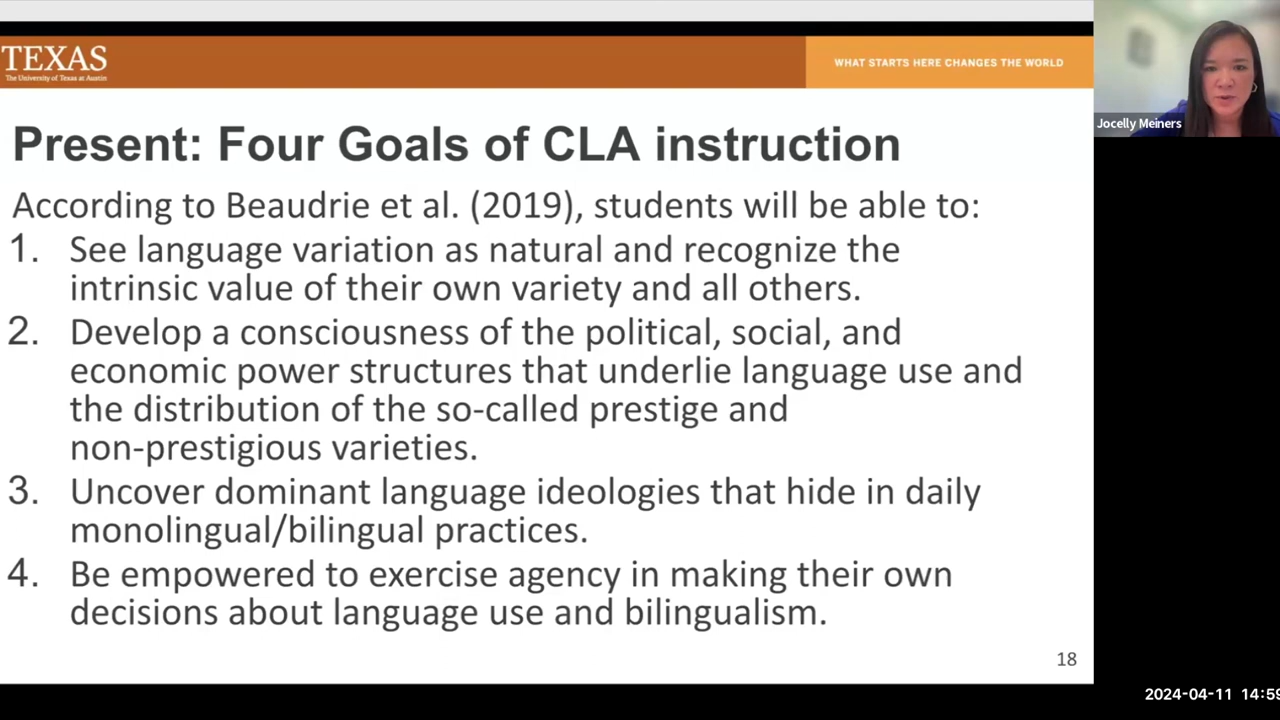 TEXAS
The University of Texas at Austin
WHAT STARTS HERE CHANGES THE WORLD
Jocelly Meiners
Present: Four Goals of CLA instruction
According to Beaudrie et al. (2019), students will be able to:
1. See language variation as natural and recognize the
intrinsic value of their own variety and all others.
2. Develop a consciousness of the political, social, and
economic power structures that underlie language use and
the distribution of the so-called prestige and
non-prestigious varieties.
3. Uncover dominant language ideologies that hide in daily
monolingual/bilingual practices.
4. Be empowered to exercise agency in making their own
decisions about language use and bilingualism.
18
2024-04-11 14:59